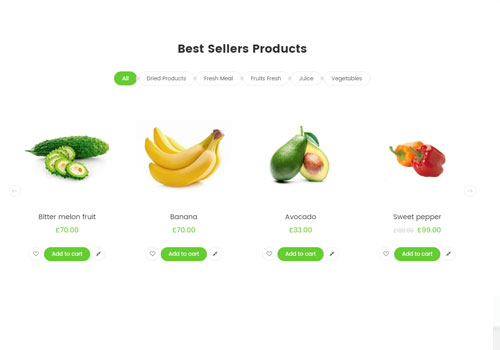 Best Sellers Products
All Dried Products Fresh Meal Fruits Fresh Juice Vegetables
Bitter melon fruit Banana Avocado Sweet pepper
£70.00 £70.00 £33.00 £99.00
Add to cart Add to cart Add to cart Add to cart